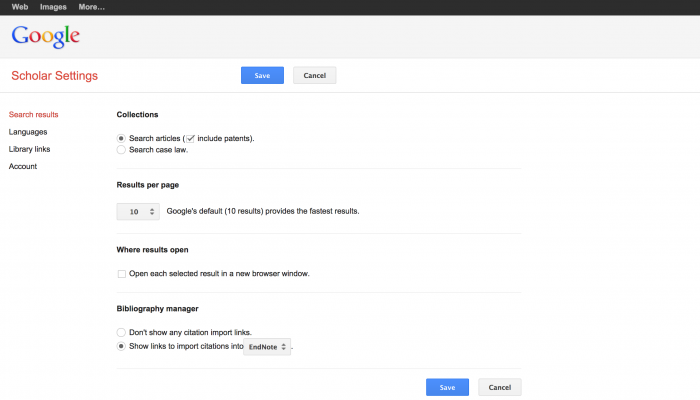 Web Images More...
Google
Scholar Settings Save Cancel
Search results
Languages
Library links
Account
Collections
Search articles ( include patents).
Search case law.
Results per page
10 Google's default (10 results) provides the fastest results.
Where results open
Open each selected result in a new browser window.
Bibliography manager
Don't show any citation import links.
Show links to import citations into EndNote .
Save Cancel